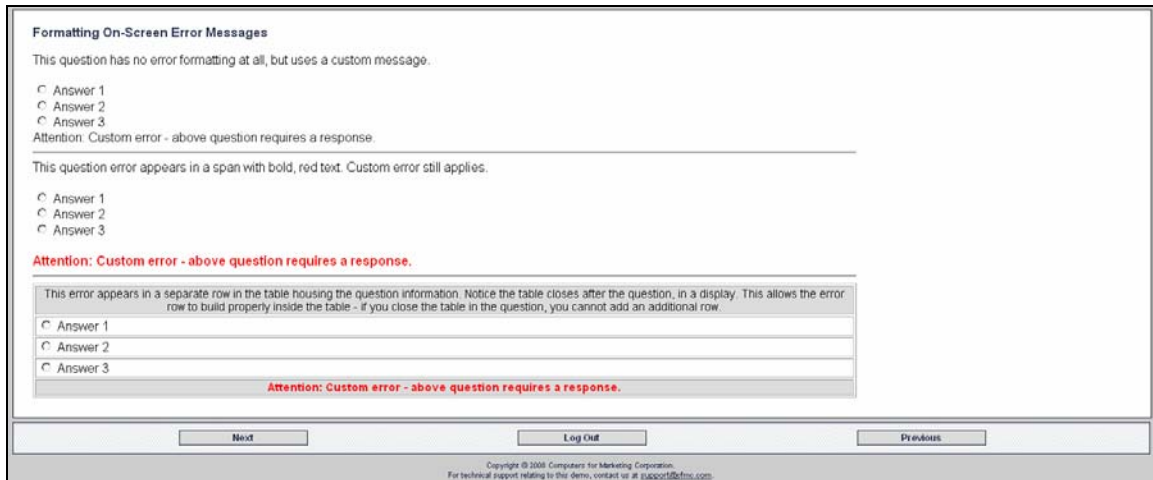 Formatting On-Screen Error Messages
This question has no error formatting at all, but uses a custom message.
Answer 1
Answer 2
Answer 3
Attention: Custom error - above question requires a response.
This question error appears in a span with bold, red text. Custom error still applies.
Answer 1
Answer 2
Answer 3
Attention: Custom error - above question requires a response.
This error appears in a separate row in the table housing the question information. Notice the table closes after the question, in a display. This allows the error
row to build properly inside the table - if you close the table in the question, you cannot add an additional row.
Answer 1
Answer 2
Answer 3
Attention: Custom error - above question requires a response.
Next Log Out Previous
Copyright © 2008 Computers for Marketing Corporation.
For technical support relating to this demo, contact us at support@cfmc.com.